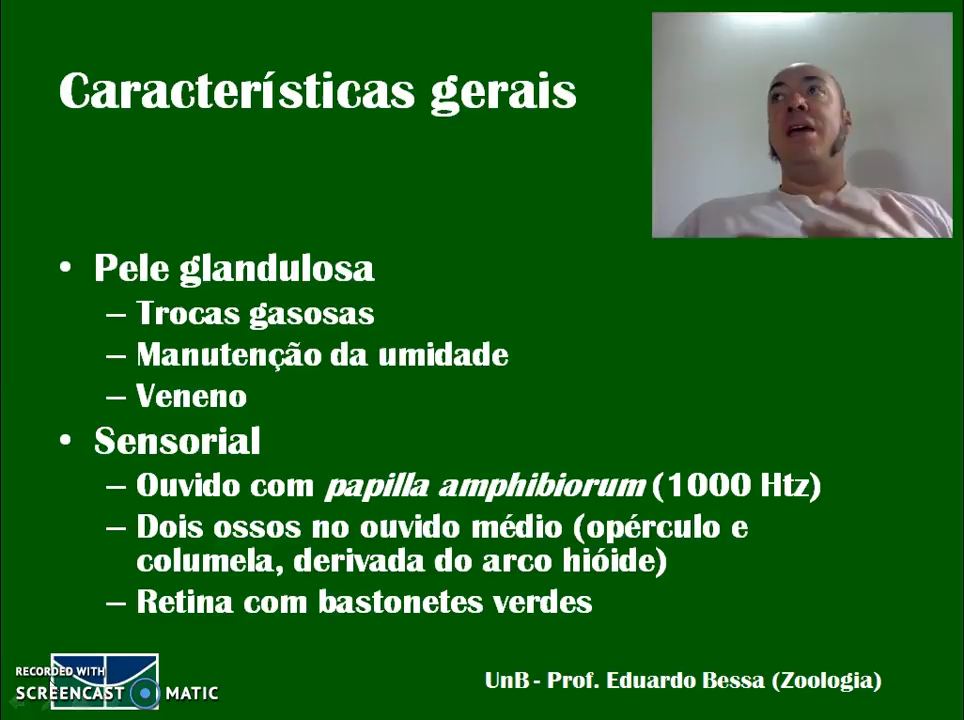 Características gerais
• Pele glandulosa
– Trocas gasosas
– Manutenção da umidade
– Veneno
• Sensorial
– Ouvido com papilla amphibiorum (1000 Htz)
– Dois ossos no ouvido médio (opérculo e
columela, derivada do arco hióide)
– Retina com bastonetes verdes
RECORDED WITH
SCREENCAST MATIC
UnB - Prof. Eduardo Bessa (Zoologia)